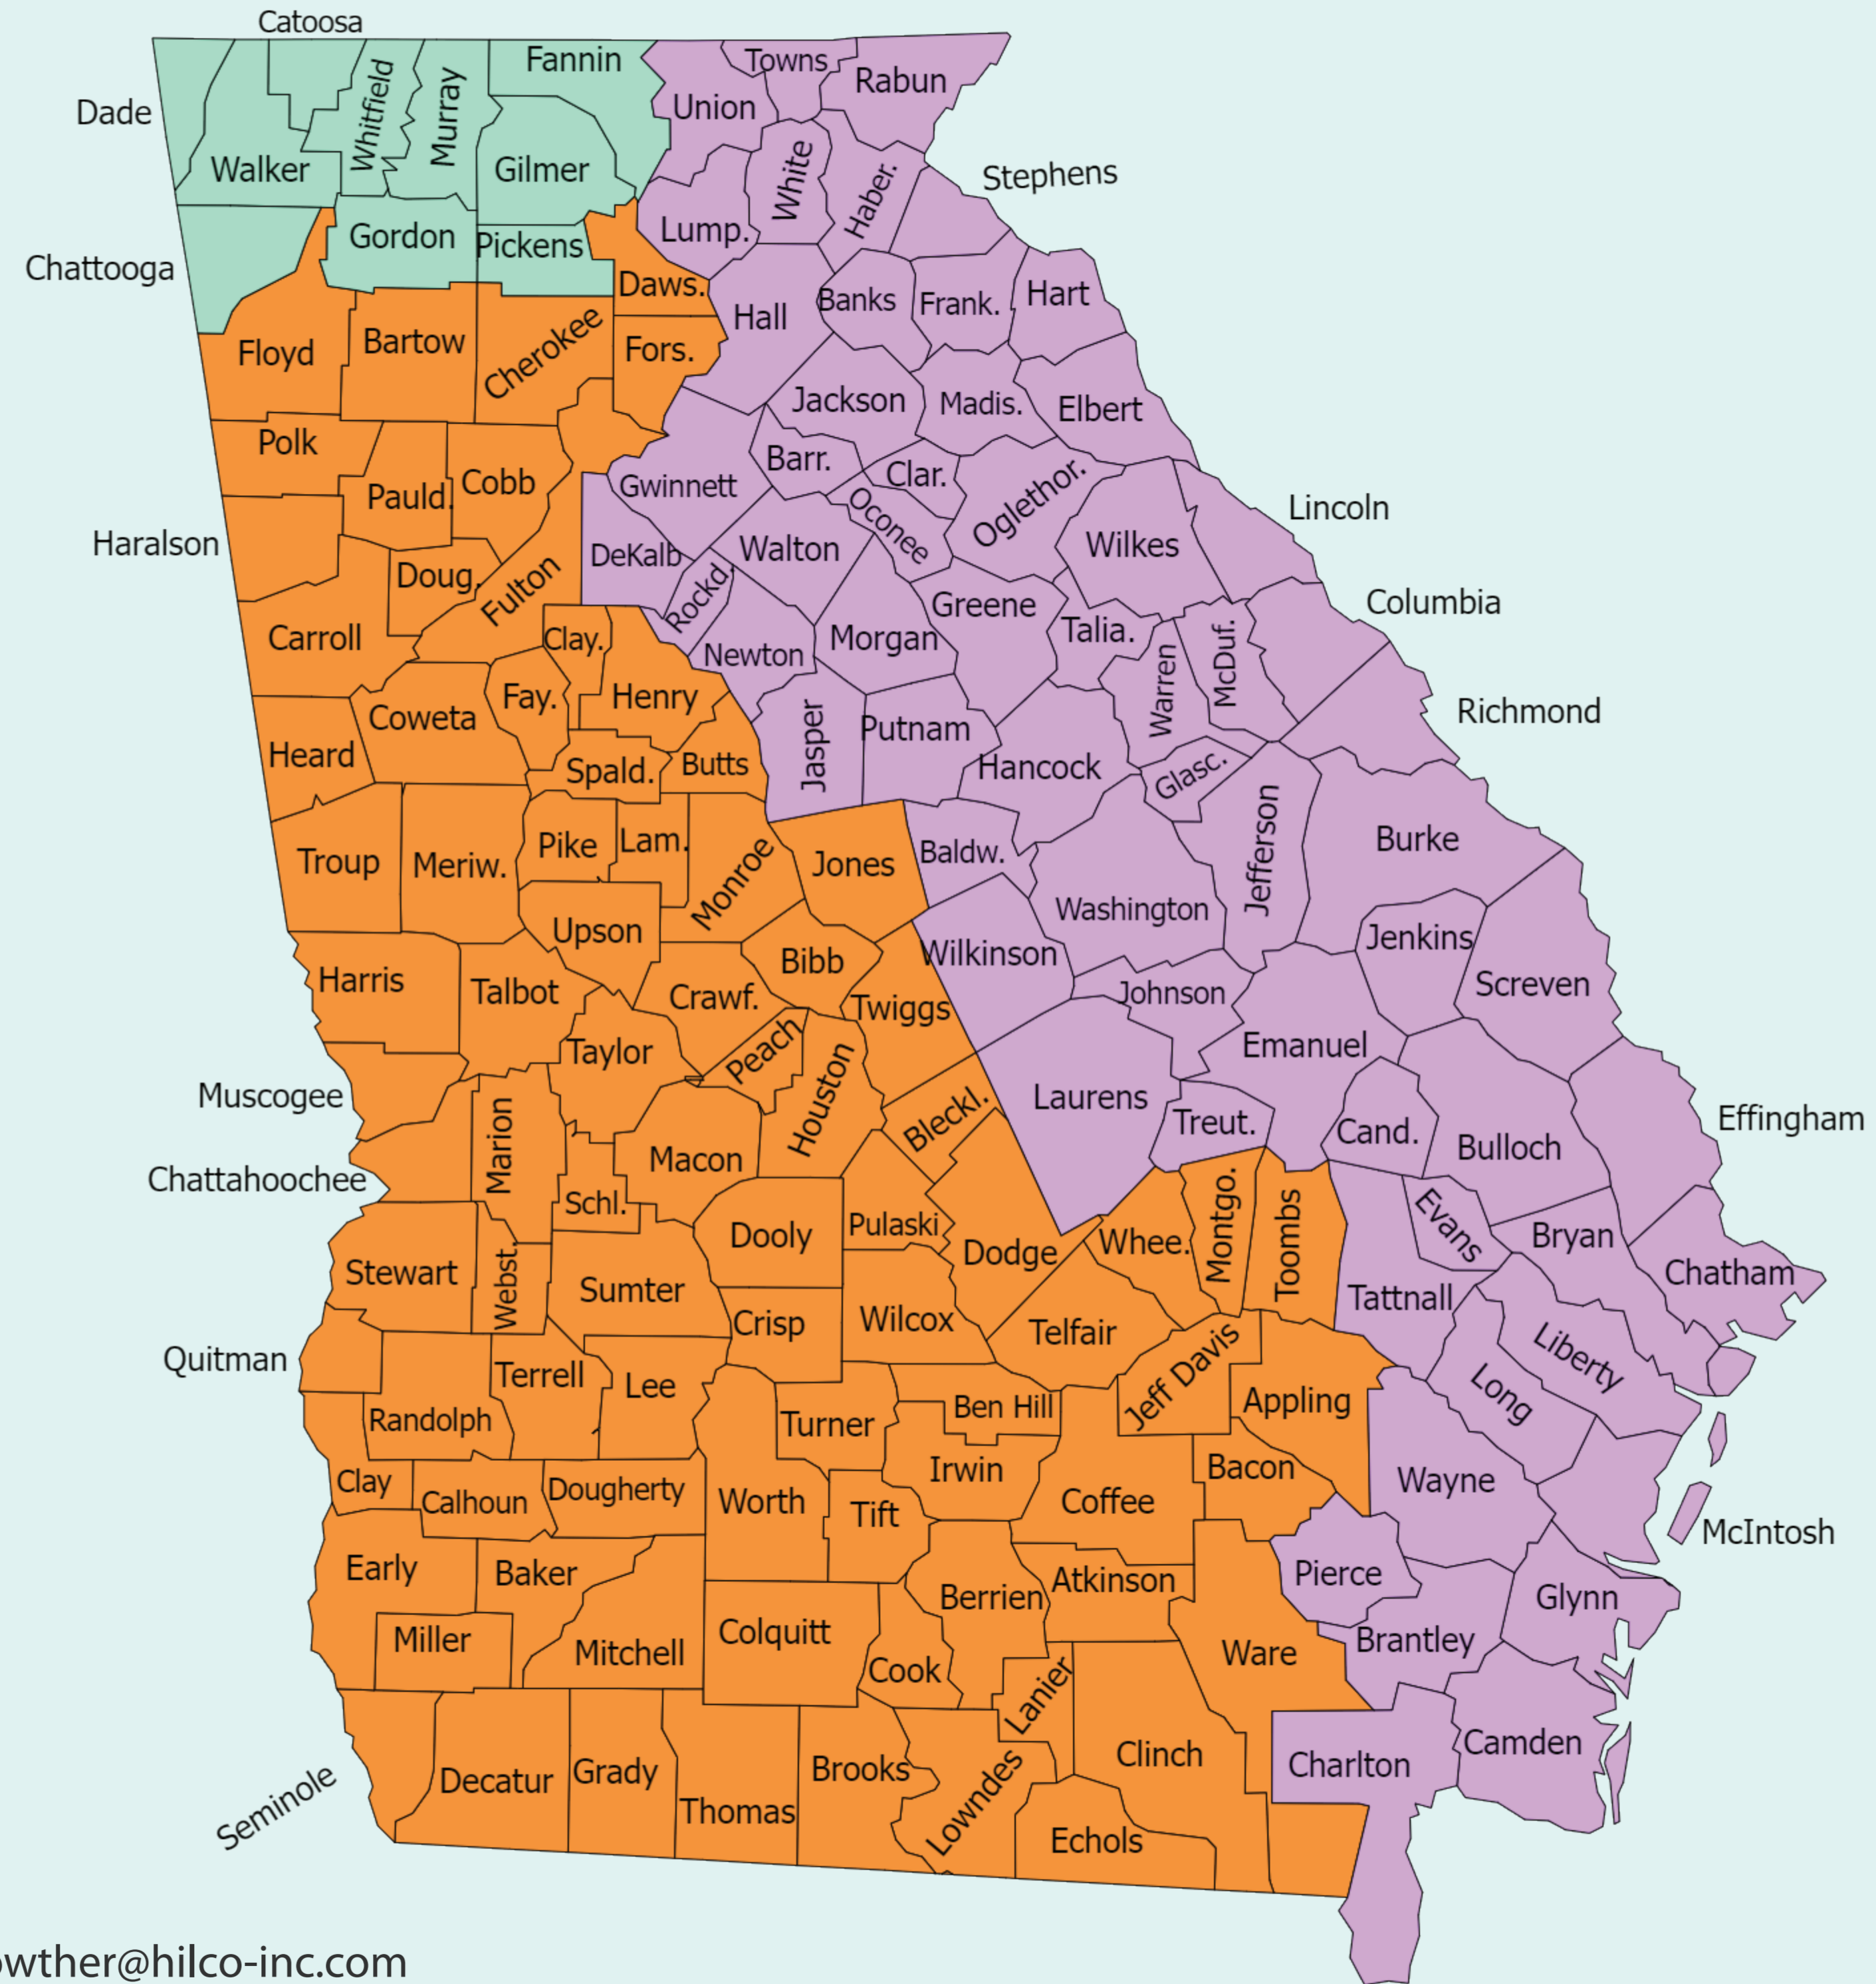 Catoosa
Fannin
Towns
Rabun
Dade
Whitfield
Murray
Union
Walker
Gilmer
White
Haber.
Stephens
Lump.
Gordon
Pickens
Chattooga
Daws.
Hall
Banks
Frank.
Hart
Floyd
Bartow
Cherokee
Fors.
Jackson
Madis.
Elbert
Polk
Pauld.
Cobb
Gwinnett
Barr.
Clar.
Oconee
Oglethor.
Lincoln
Haralson
DeKalb
Walton
Wilkes
Doug.
Fulton
Rockd.
Greene
Columbia
Carroll
Clay.
Newton
Morgan
Talia.
Warren
McDuf.
Coweta
Fay.
Henry
Jasper
Putnam
Richmond
Heard
Spald.
Butts
Hancock
Glasc.
Troup
Meriw.
Pike
Lam.
Monroe
Jones
Baldw.
Jefferson
Burke
Upson
Washington
Jenkins
Harris
Talbot
Crawf.
Bibb
Twiggs
Wilkinson
Johnson
Screven
Taylor
Peach
Houston
Emanuel
Muscogee
Marion
Bleckl.
Laurens
Treut.
Cand.
Bulloch
Effingham
Chattahoochee
Schl.
Macon
Dooly
Pulaski
Dodge
Whee.
Montgo.
Toombs
Evans
Bryan
Stewart
Webst.
Sumter
Crisp
Wilcox
Telfair
Tattnall
Chatham
Quitman
Terrell
Lee
Jeff Davis
Long
Liberty
Randolph
Turner
Ben Hill
Appling
Clay
Calhoun
Dougherty
Worth
Tift
Irwin
Coffee
Bacon
Wayne
McIntosh
Early
Baker
Berrien
Atkinson
Pierce
Glynn
Miller
Mitchell
Colquitt
Cook
Lanier
Ware
Brantley
Seminole
Decatur
Grady
Thomas
Brooks
Lowndes
Clinch
Charlton
Camden
Echols
owther@hilco-inc.com